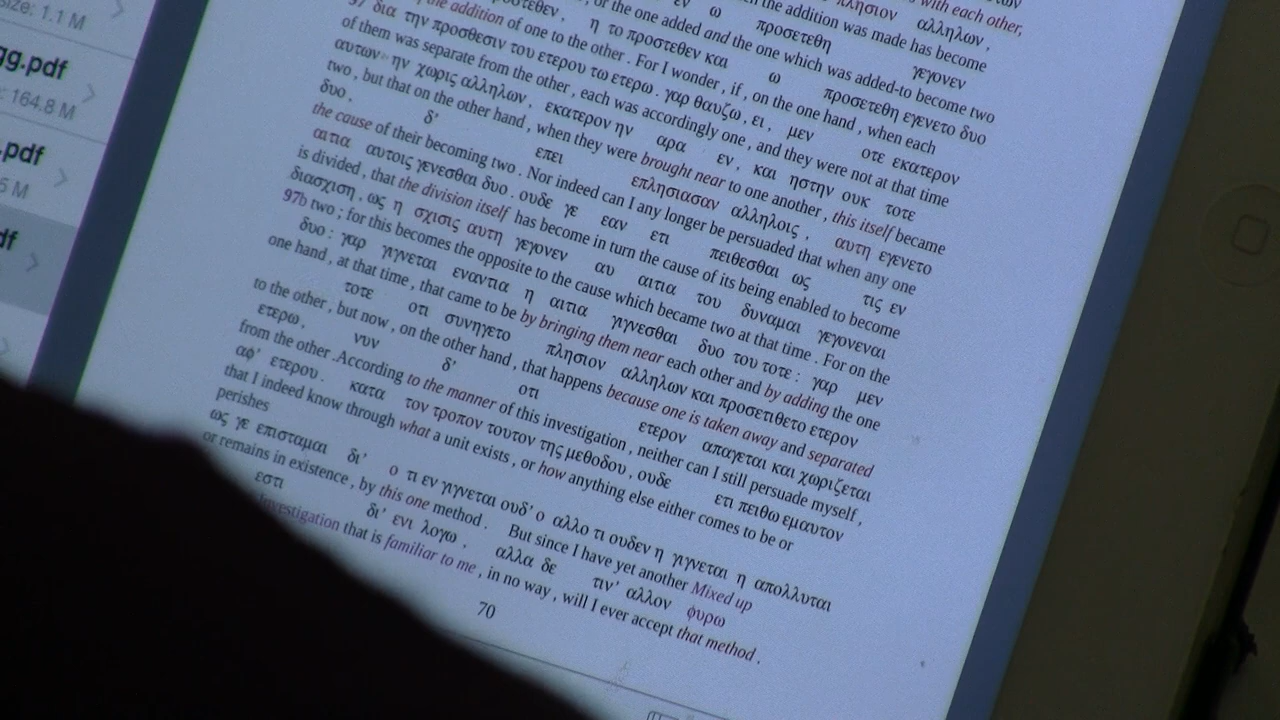 Size: 1.1 M
gg.pdf
: 164.8 M
.pdf
5 M
df
with each other,
πλησιον αλληλων ,
the addition was made has become
εν ω προσετεθη γεγονεν
or the one added and the one which was added-to become two
η το προστεθεν και ω προσετεθη εγενετο δυο
the addition of one to the other . For I wonder , if , on the one hand , when each
δια την προσθεσιν του ετερου τω ετερω . γαρ θαυζω , ει , μεν οτε εκατερον
of them was separate from the other , each was accordingly one , and they were not at that time
αυτων ην χωρις αλληλων , εκατερον ην αρα εν , και ηστην ουκ τοτε
two , but that on the other hand , when they were brought near to one another , this itself became
δυο , δ’ επει επλησιασαν αλληλοις , αυτη εγενετο
the cause of their becoming two . Nor indeed can I any longer be persuaded that when any one
αιτια αυτοις γενεσθαι δυο . ουδε γε εαν ετι πειθεσθαι ως τις εν
is divided , that the division itself has become in turn the cause of its being enabled to become
διασχιση , ως η σχισις αυτη γεγονεν αυ αιτια του δυναμαι γεγονεναι
97b two ; for this becomes the opposite to the cause which became two at that time . For on the
δυο : γαρ γιγνεται εναντια η αιτια γιγνεσθαι δυο του τοτε : γαρ μεν
one hand , at that time , that came to be by bringing them near each other and by adding the one
τοτε οτι συνηγετο πλησιον αλληλων και προσετιθετο ετερον
to the other , but now , on the other hand , that happens because one is taken away and separated
ετερω , νυν δ’ οτι ετερον απαγεται και χωριζεται
from the other .According to the manner of this investigation , neither can I still persuade myself ,
αφ’ ετερου . κατα τον τροπον τουτον της μεθοδου , ουδε ετι πειθω εμαυτον
that I indeed know through what a unit exists , or how anything else either comes to be or
perishes
ως γε επισταμαι δι’ ο τι εν γιγνεται ουδ’ ο αλλο τι ουδεν η γιγνεται η απολλυται
or remains in existence , by this one method . But since I have yet another Mixed up
εστι δι’ ενι λογω , αλλα δε τιν’ αλλον φυρω
investigation that is familiar to me , in no way , will I ever accept that method .
70